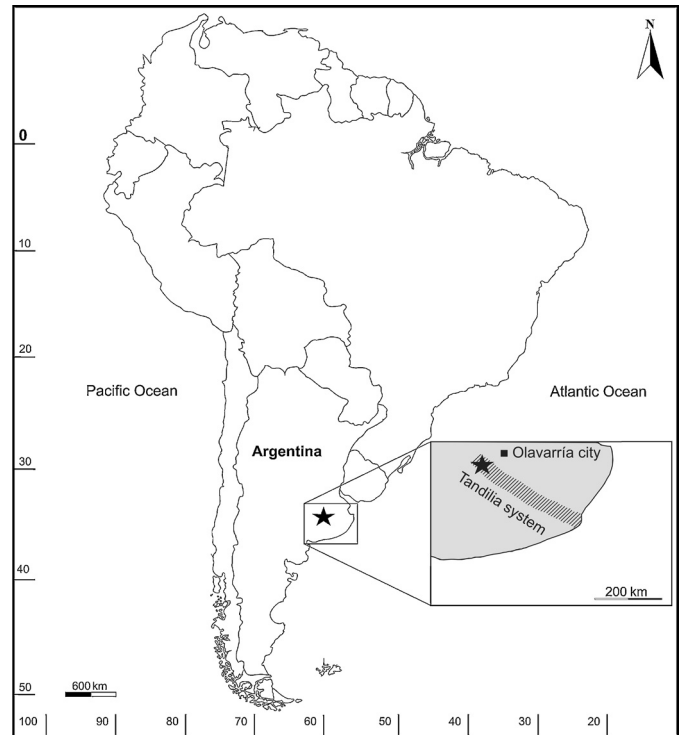 N
0
10
20
Pacific Ocean
Atlantic Ocean
Argentina
Olavarría city
30
Tandilia system
40
200 km
600 km
50
100
90
80
70
60
50
40
30
20